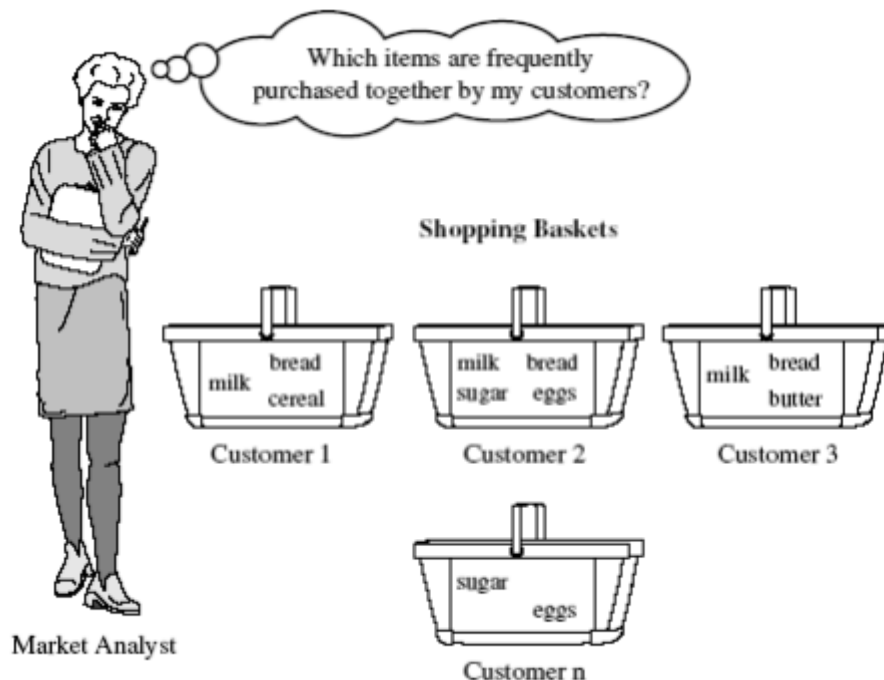 Which items are frequently
purchased together by my customers?
Shopping Baskets
milk bread
cereal
Customer 1
milk bread
sugar eggs
Customer 2
milk bread
butter
Customer 3
sugar
eggs
Customer n
Market Analyst